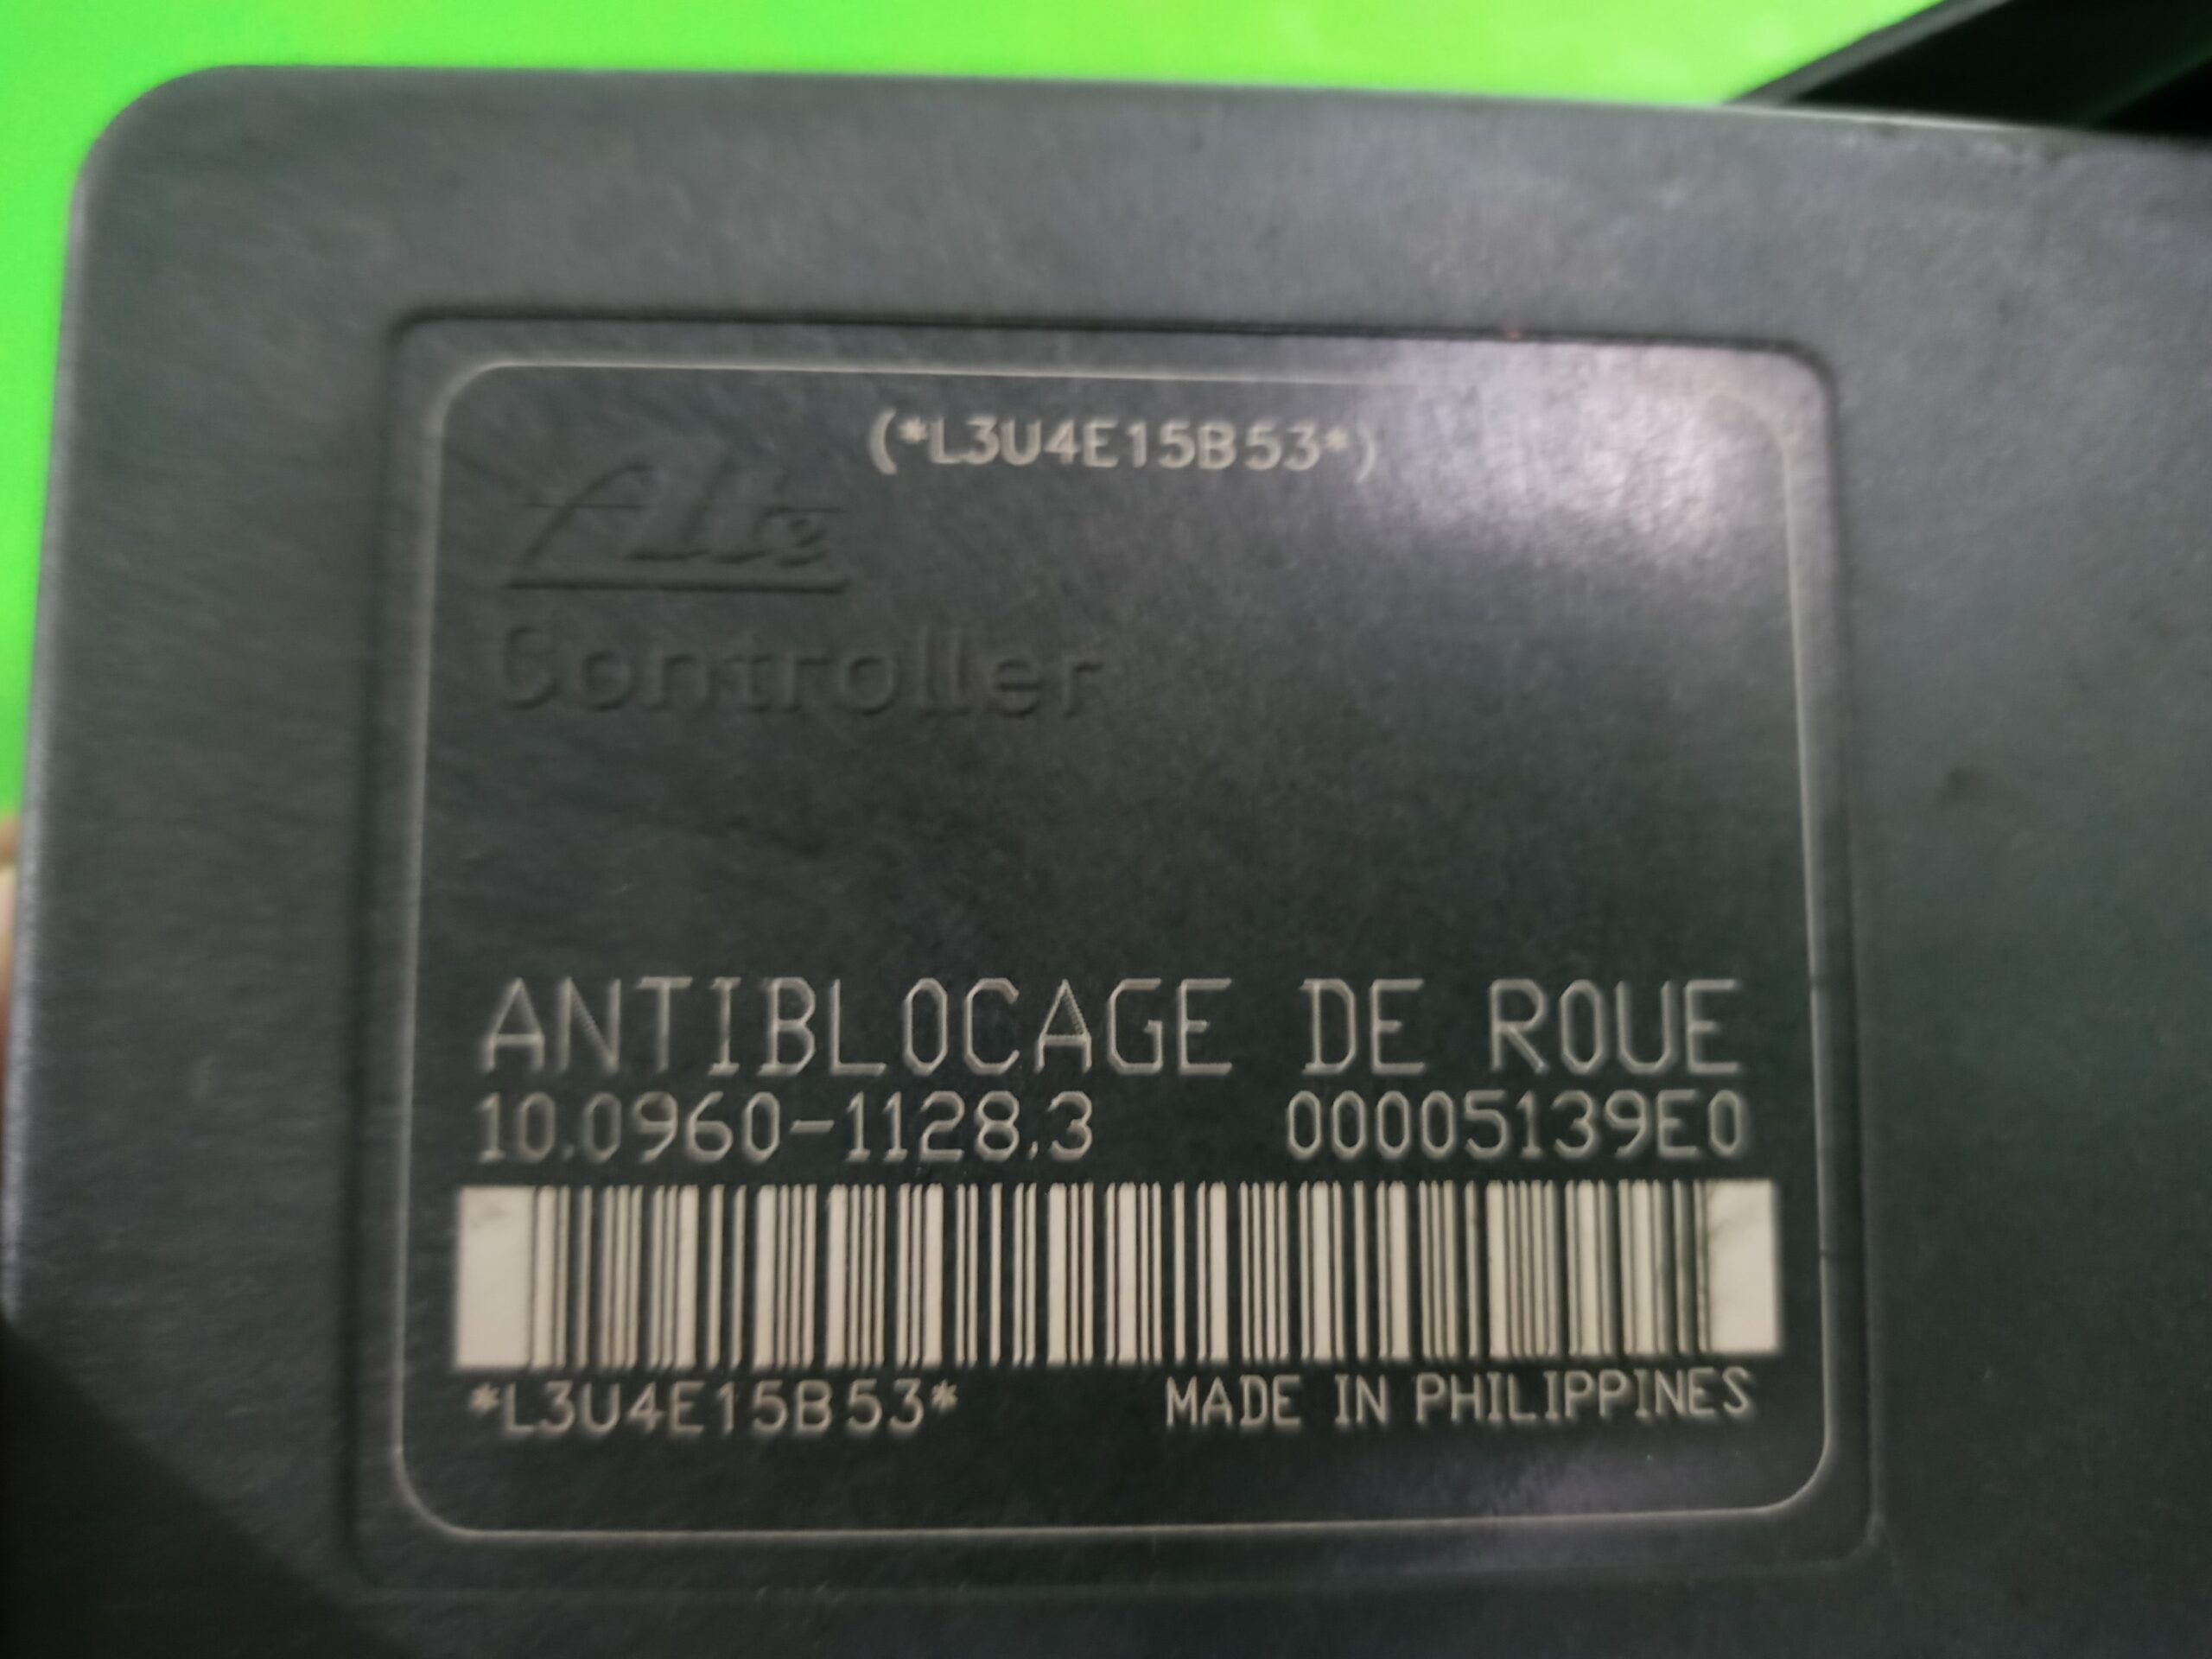 (*L3U4E15B53*)
Ate
Controller
ANTIBLOCAGE DE ROUE
10.0960-1128.3 00005139E0
*L3U4E15B53* MADE IN PHILIPPINES